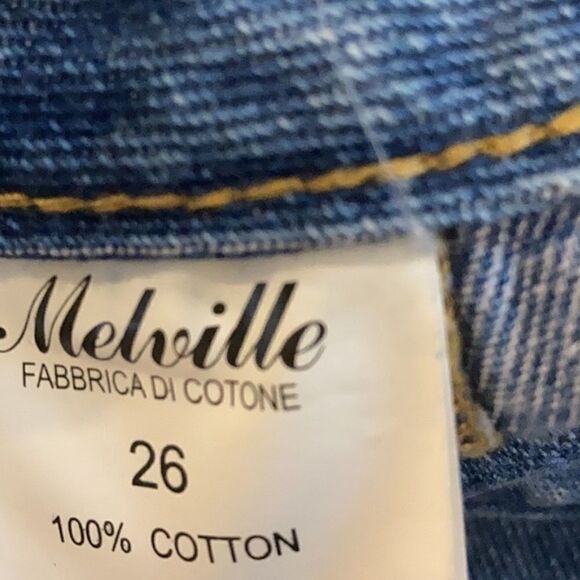 Melville
FABBRICA DI COTONE
26
100% COTTON